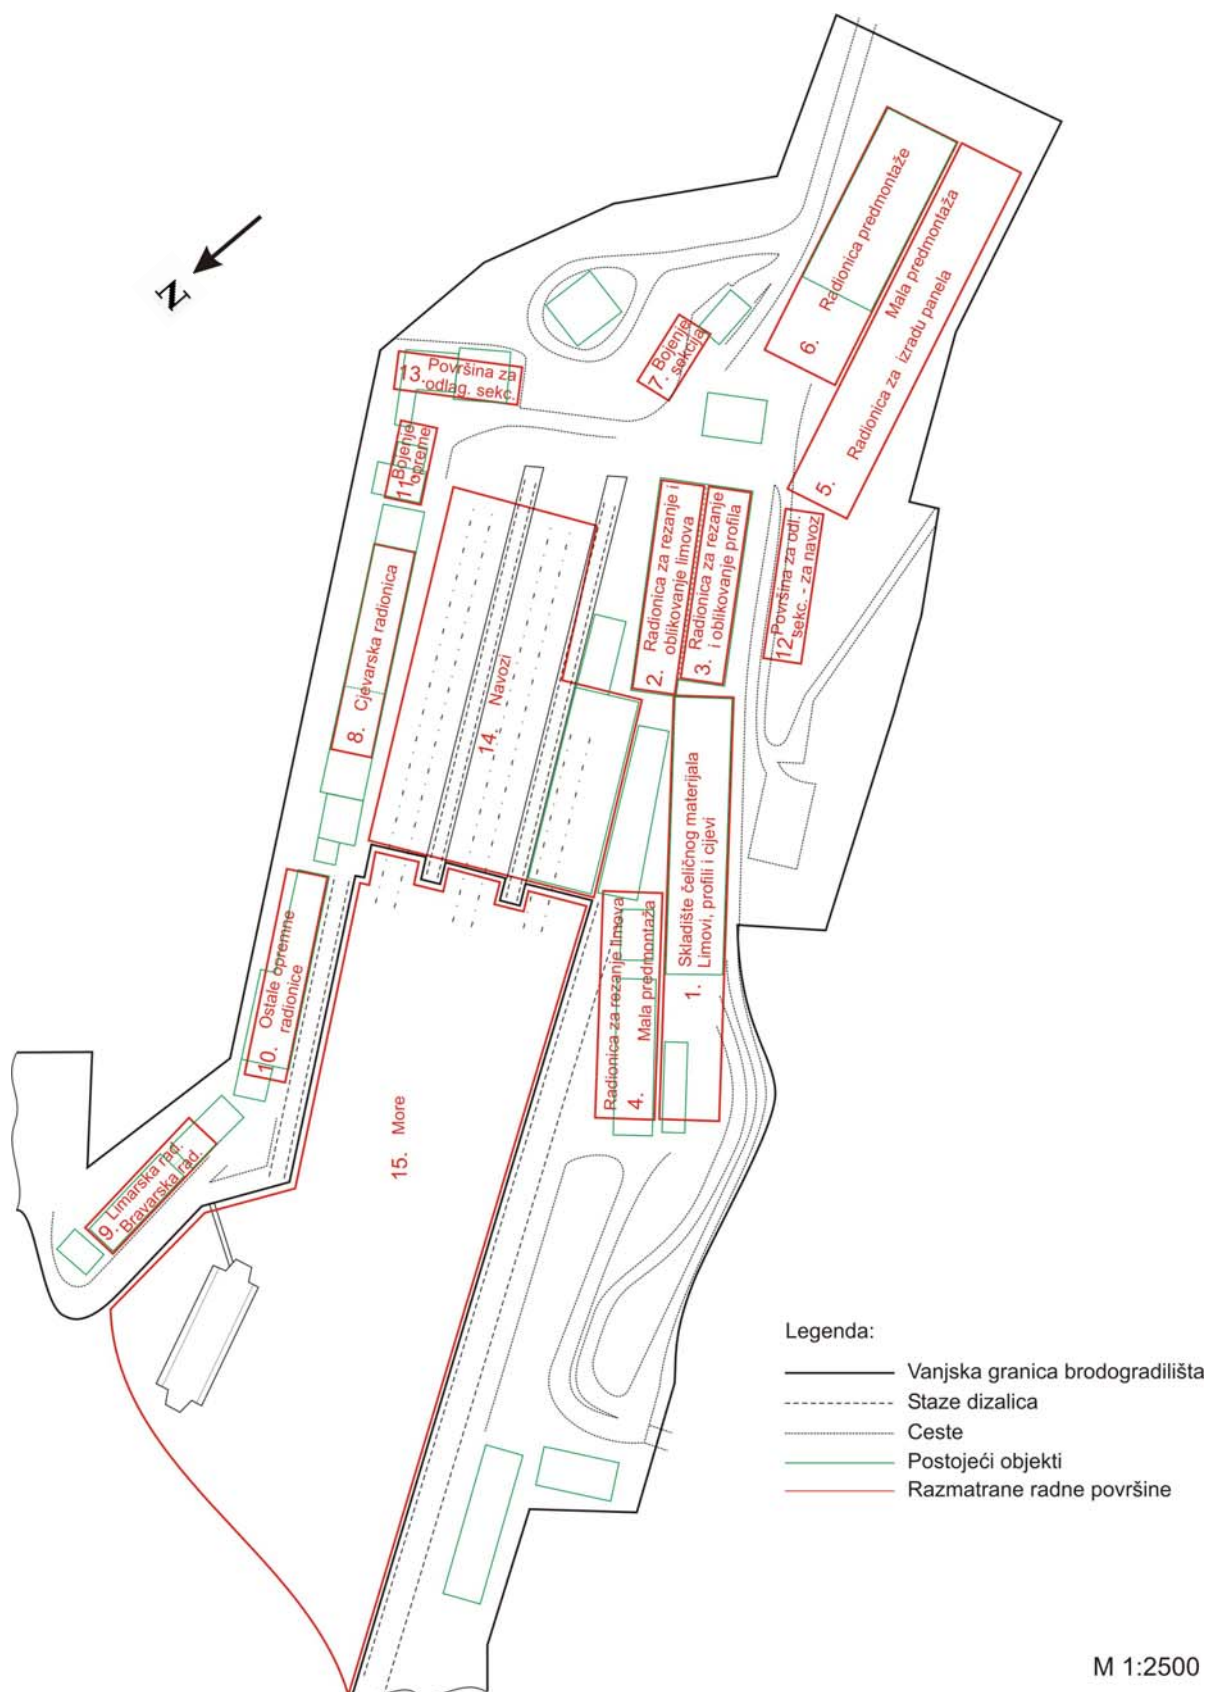 N
6. Radionica predmontaže
Mala predmontaža
5. Radionica za izradu panela
7. Bojenje
sekcija
13. Površina za
odlag. sekc.
11. Bojenje
opreme
2. Radionica za rezanje i
oblikovanje limova
3. Radionica za rezanje
i oblikovanje profila
12. Površina za odl.
sekc. - za navoz
8. Cjevarska radionica
14. Navozi
Skladište čeličnog materijala
1. Limovi, profili i cijevi
Radionica za rezanje limova
4. Mala predmontaža
10. Ostale opremne
radionice
15. More
9. Limarska rad.
Bravarska rad.
Legenda:
Vanjska granica brodogradilišta
Staze dizalica
Ceste
Postojeći objekti
Razmatrane radne površine
M 1:2500